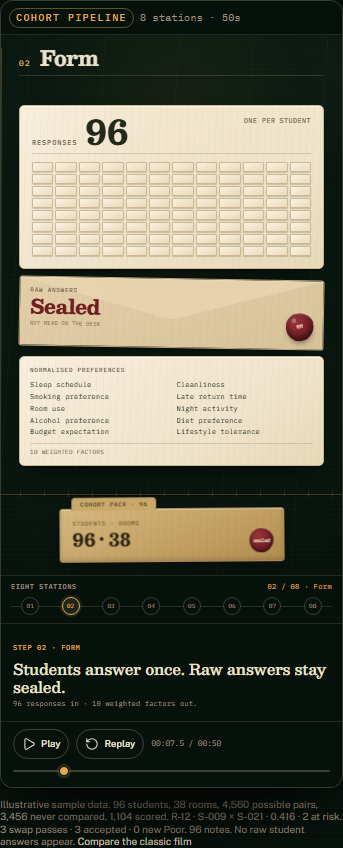 COHORT PIPELINE 8 stations · 50s
02 Form
RESPONSES 96 ONE PER STUDENT
RAW ANSWERS
Sealed
NOT READ ON THE DESK
NORMALISED PREFERENCES
Sleep schedule Cleanliness
Smoking preference Late return time
Room use Night activity
Alcohol preference Diet preference
Budget expectation Lifestyle tolerance
10 WEIGHTED FACTORS
COHORT PACK · 96
STUDENTS · ROOMS
96·38
sealed
EIGHT STATIONS 02 / 08 · Form
01 02 03 04 05 06 07 08
STEP 02 · FORM
Students answer once. Raw answers stay
sealed.
96 responses in · 10 weighted factors out.
Play Replay 00:07.5 / 00:50
Illustrative sample data. 96 students, 38 rooms, 4,560 possible pairs,
3,456 never compared, 1,104 scored. R-12 · S-009 × S-021 · 0.416 · 2 at risk.
3 swap passes · 3 accepted · 0 new Poor. 96 notes. No raw student
answers appear. Compare the classic film